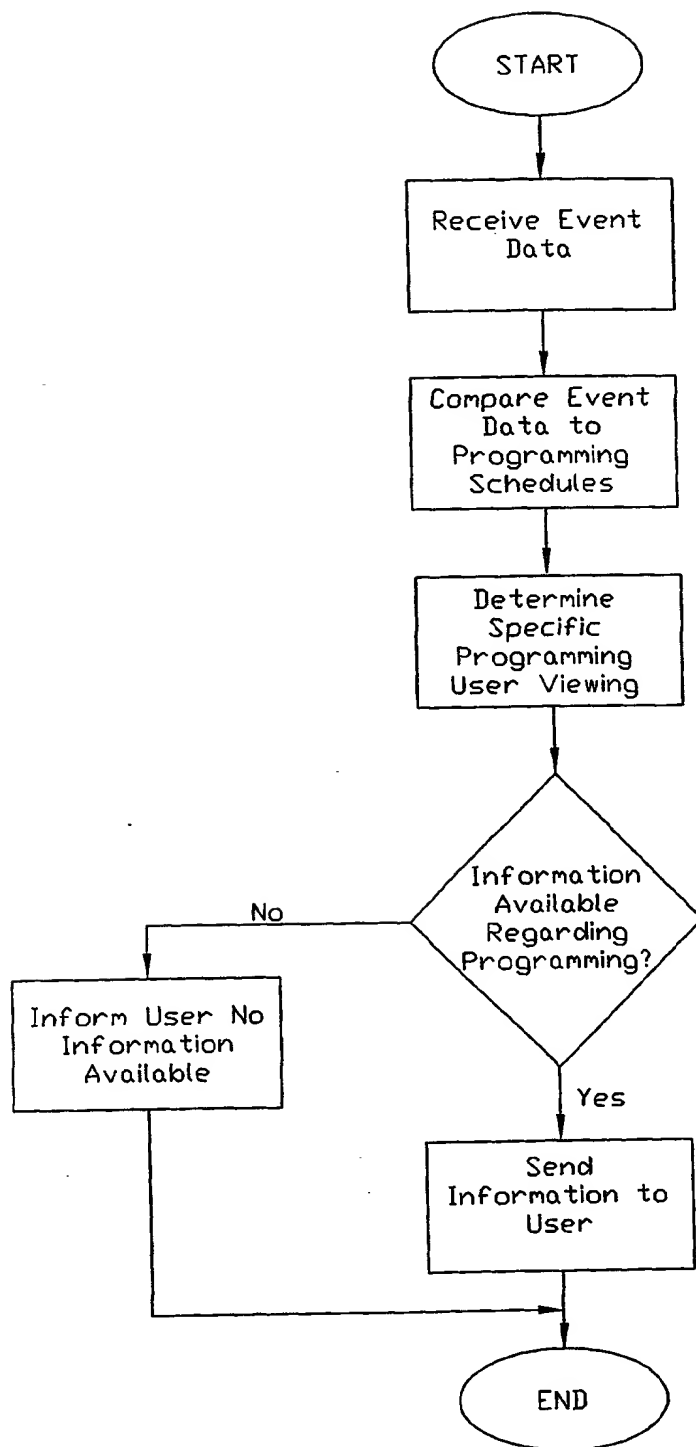 START
Receive Event
Data
Compare Event
Data to
Programming
Schedules
Determine
Specific
Programming
User Viewing
Information
Available
Regarding
Programming?
No
Inform User No
Information
Available
Yes
Send
Information to
User
END